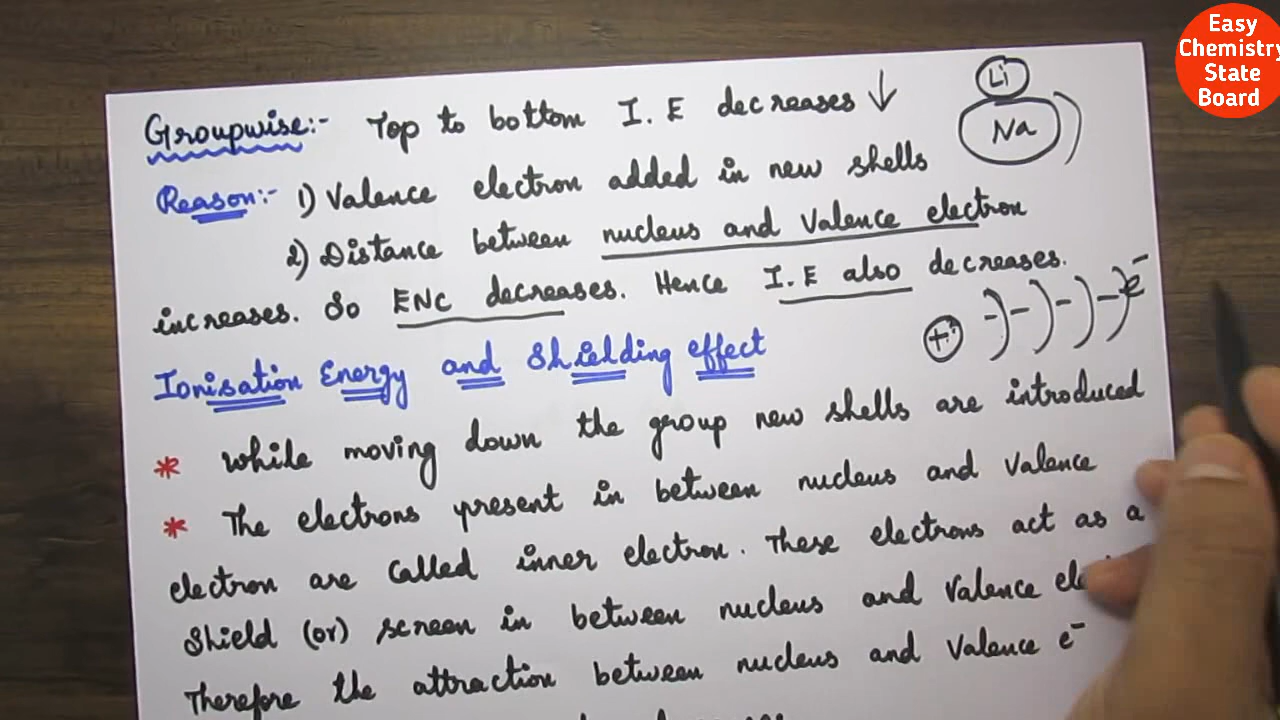 Easy
Chemistry
State
Board
Groupwise:- Top to bottom I.E decreases ↓
Li
Na
Reason:- 1) Valence electron added in new shells
2) Distance between nucleus and valence electron
increases. So ENC decreases. Hence I.E also decreases.
+ - - - - e-
Ionisation Energy and Shielding effect
* While moving down the group new shells are introduced
* The electrons present in between nucleus and valence
electron are called inner electron. These electrons act as a
shield (or) screen in between nucleus and valence
Therefore the attraction between nucleus and valence e-